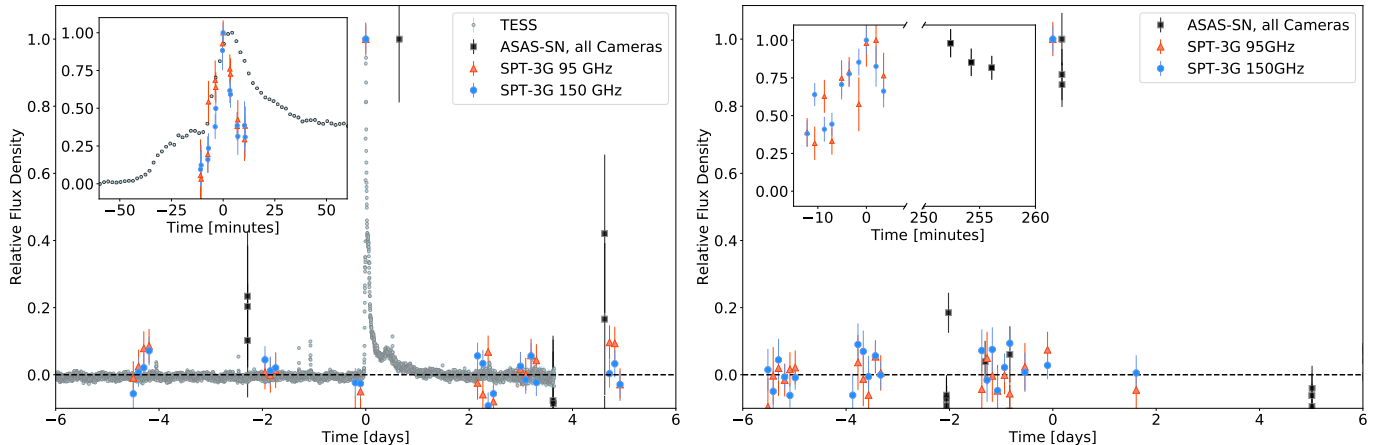 TESS
ASAS-SN, all Cameras
SPT-3G 95 GHz
SPT-3G 150 GHz
1.0
0.8
0.6
0.4
0.2
0.0
Relative Flux Density
1.00
0.75
0.50
0.25
0.00
−50 −25 0 25 50
Time [minutes]
−6 −4 −2 0 2 4 6
Time [days]
ASAS-SN, all Cameras
SPT-3G 95GHz
SPT-3G 150GHz
1.0
0.8
0.6
0.4
0.2
0.0
Relative Flux Density
1.00
0.75
0.50
0.25
0.00
−10 0 250 255 260
Time [minutes]
−6 −4 −2 0 2 4 6
Time [days]